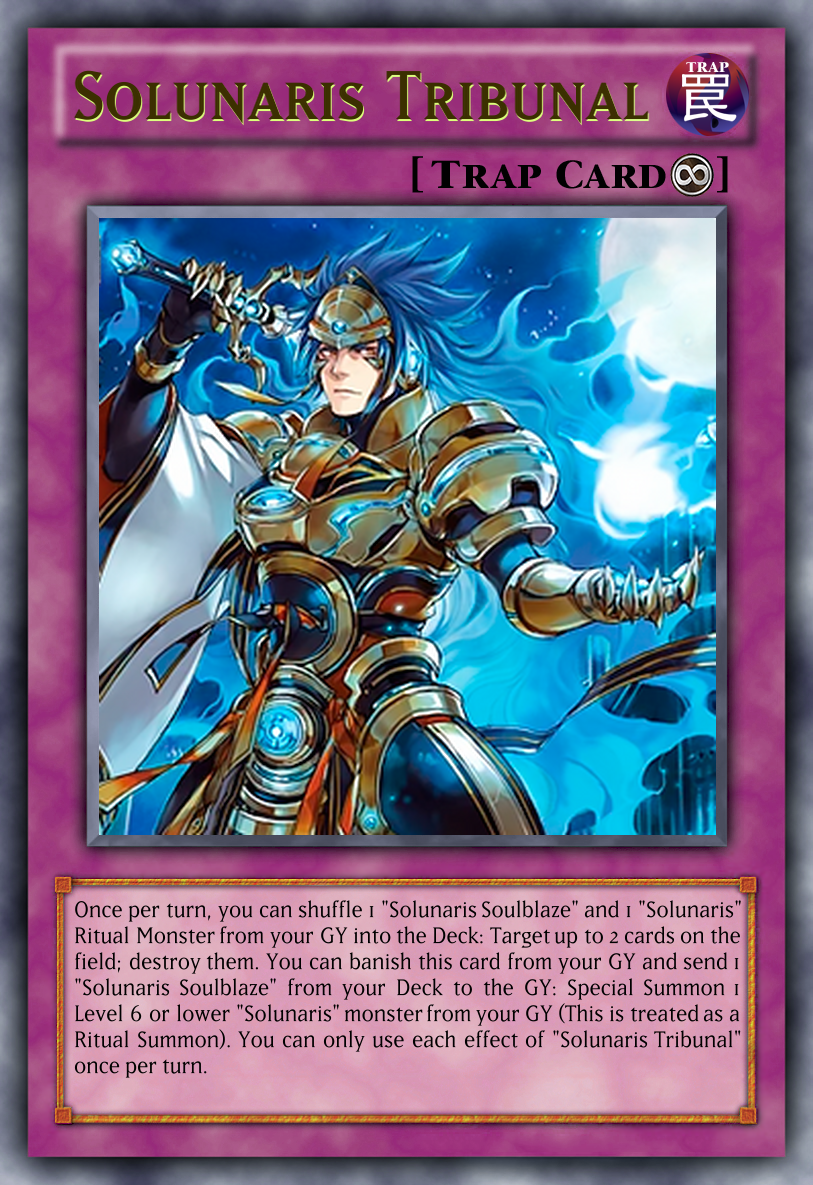 Solunaris Tribunal
TRAP
罠
[Trap Card∞]
Once per turn, you can shuffle 1 "Solunaris Soulblaze" and 1 "Solunaris"
Ritual Monster from your GY into the Deck: Target up to 2 cards on the
field; destroy them. You can banish this card from your GY and send 1
"Solunaris Soulblaze" from your Deck to the GY: Special Summon 1
Level 6 or lower "Solunaris" monster from your GY (This is treated as a
Ritual Summon). You can only use each effect of "Solunaris Tribunal"
once per turn.